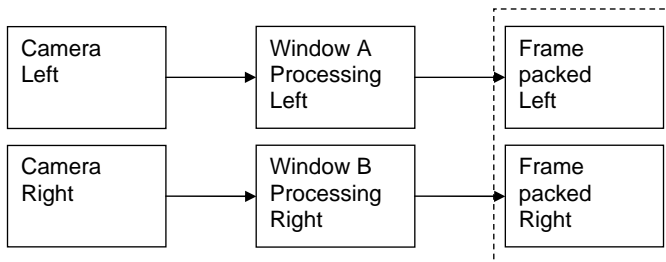 Camera
Left
Window A
Processing
Left
Frame
packed
Left
Camera
Right
Window B
Processing
Right
Frame
packed
Right